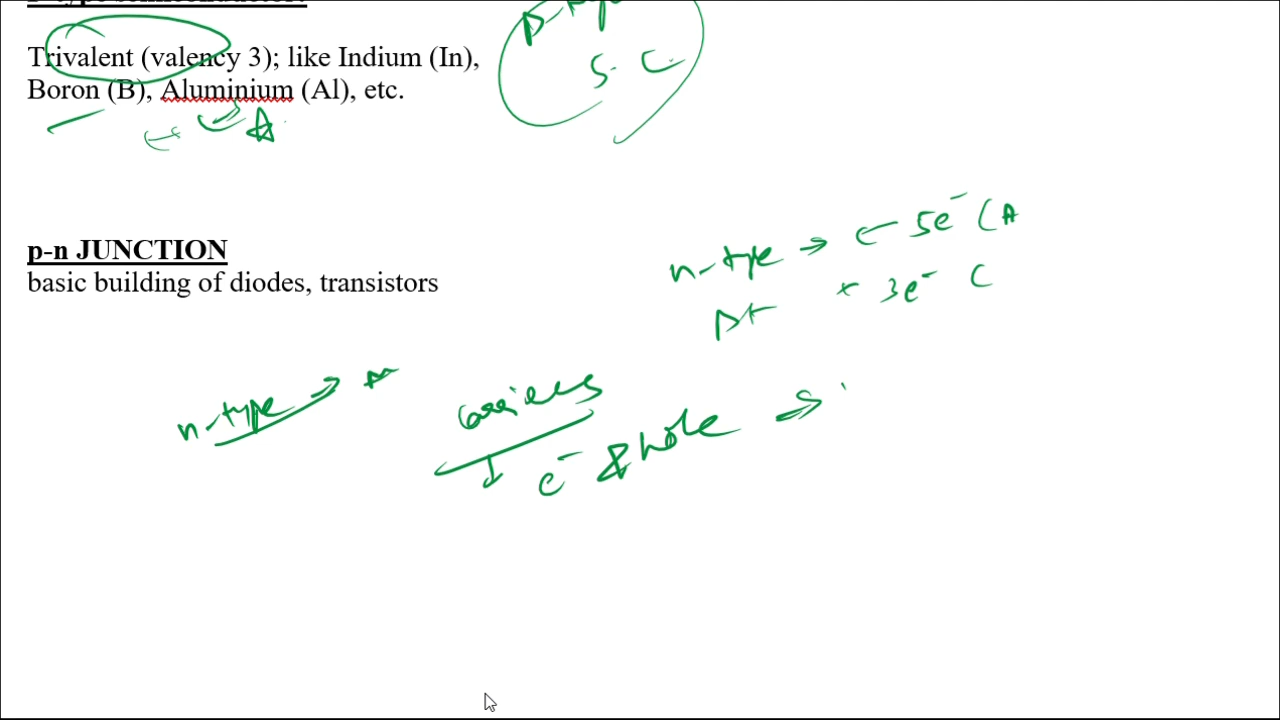 P-type semiconductor:
Trivalent (valency 3); like Indium (In),
Boron (B), Aluminium (Al), etc.
S. C.
p-n JUNCTION
basic building of diodes, transistors
n-type → ← 5e⁻ (A
3e⁻ (
n-type →
carriers
e⁻ & hole →